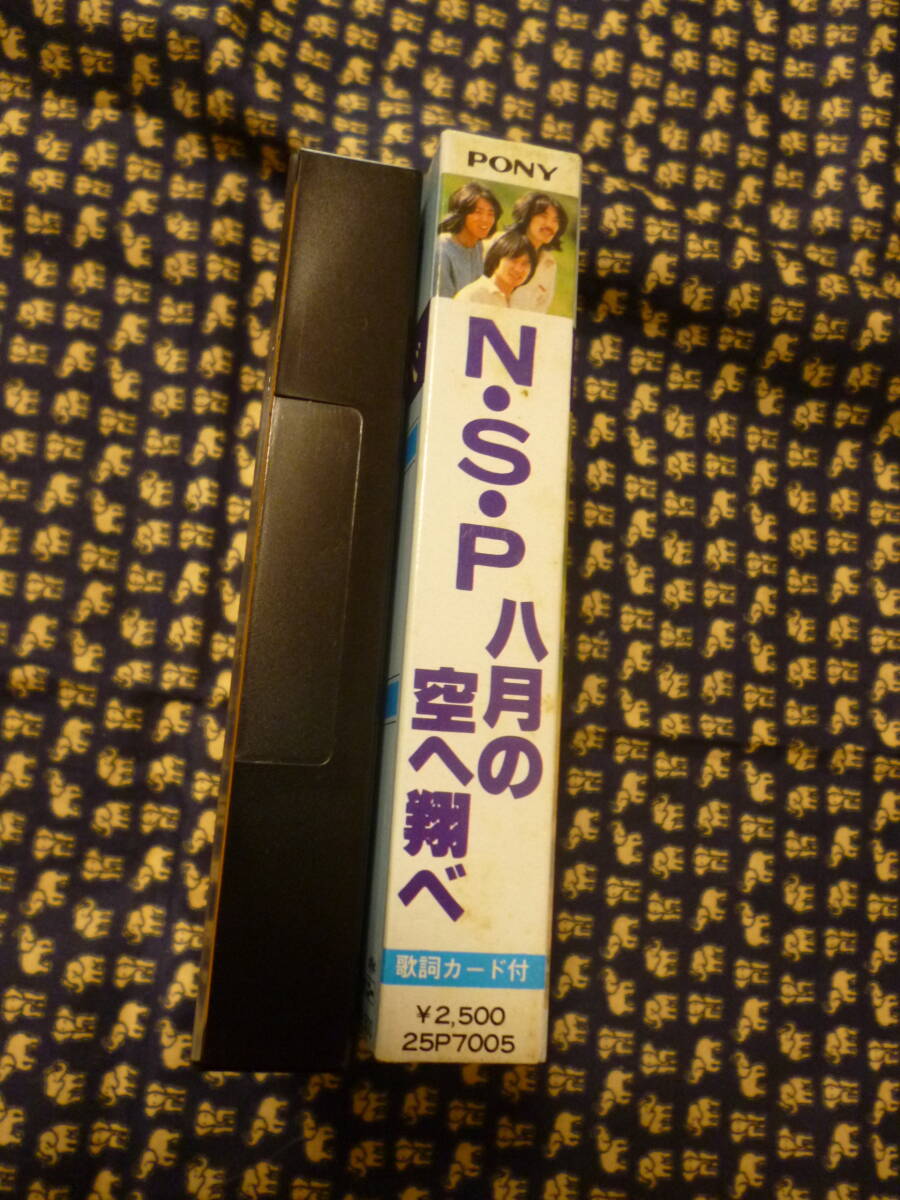 PONY
N・S・P
八月の
空へ翔べ
歌詞カード付
¥2,500
25P7005